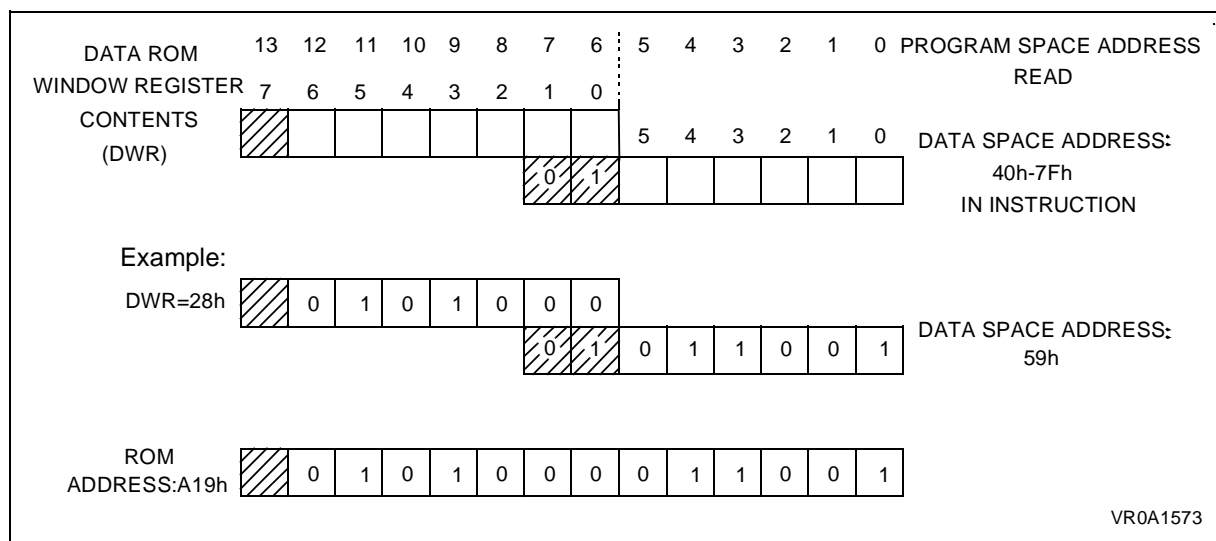 13 12 11 10 9 8 7 6 5 4 3 2 1 0 PROGRAM SPACE ADDRESS
READ
DATA ROM
WINDOW REGISTER
CONTENTS
(DWR)
7 6 5 4 3 2 1 0
5 4 3 2 1 0
DATA SPACE ADDRESS:
40h-7Fh
IN INSTRUCTION
0 1
Example:
DWR=28h
0 1 0 1 0 0 0
0 1 0 1 1 0 0 1
DATA SPACE ADDRESS:
59h
ROM
ADDRESS:A19h
0 1 0 1 0 0 0 0 1 1 0 0 1
VR0A1573